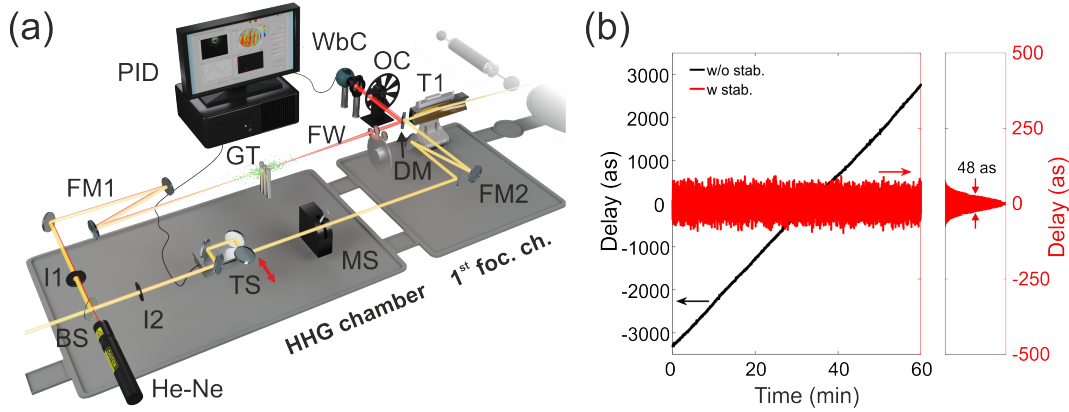 (a)
PID
WbC
OC
T1
FW
GT
DM
FM1
FM2
I1
TS
MS
BS
I2
He-Ne
HHG chamber
1st foc. ch.
(b)
w/o stab.
w stab.
Delay (as)
3000
2000
1000
0
-1000
-2000
-3000
0
20
40
60
Time (min)
48 as
500
250
0
-250
-500
Delay (as)